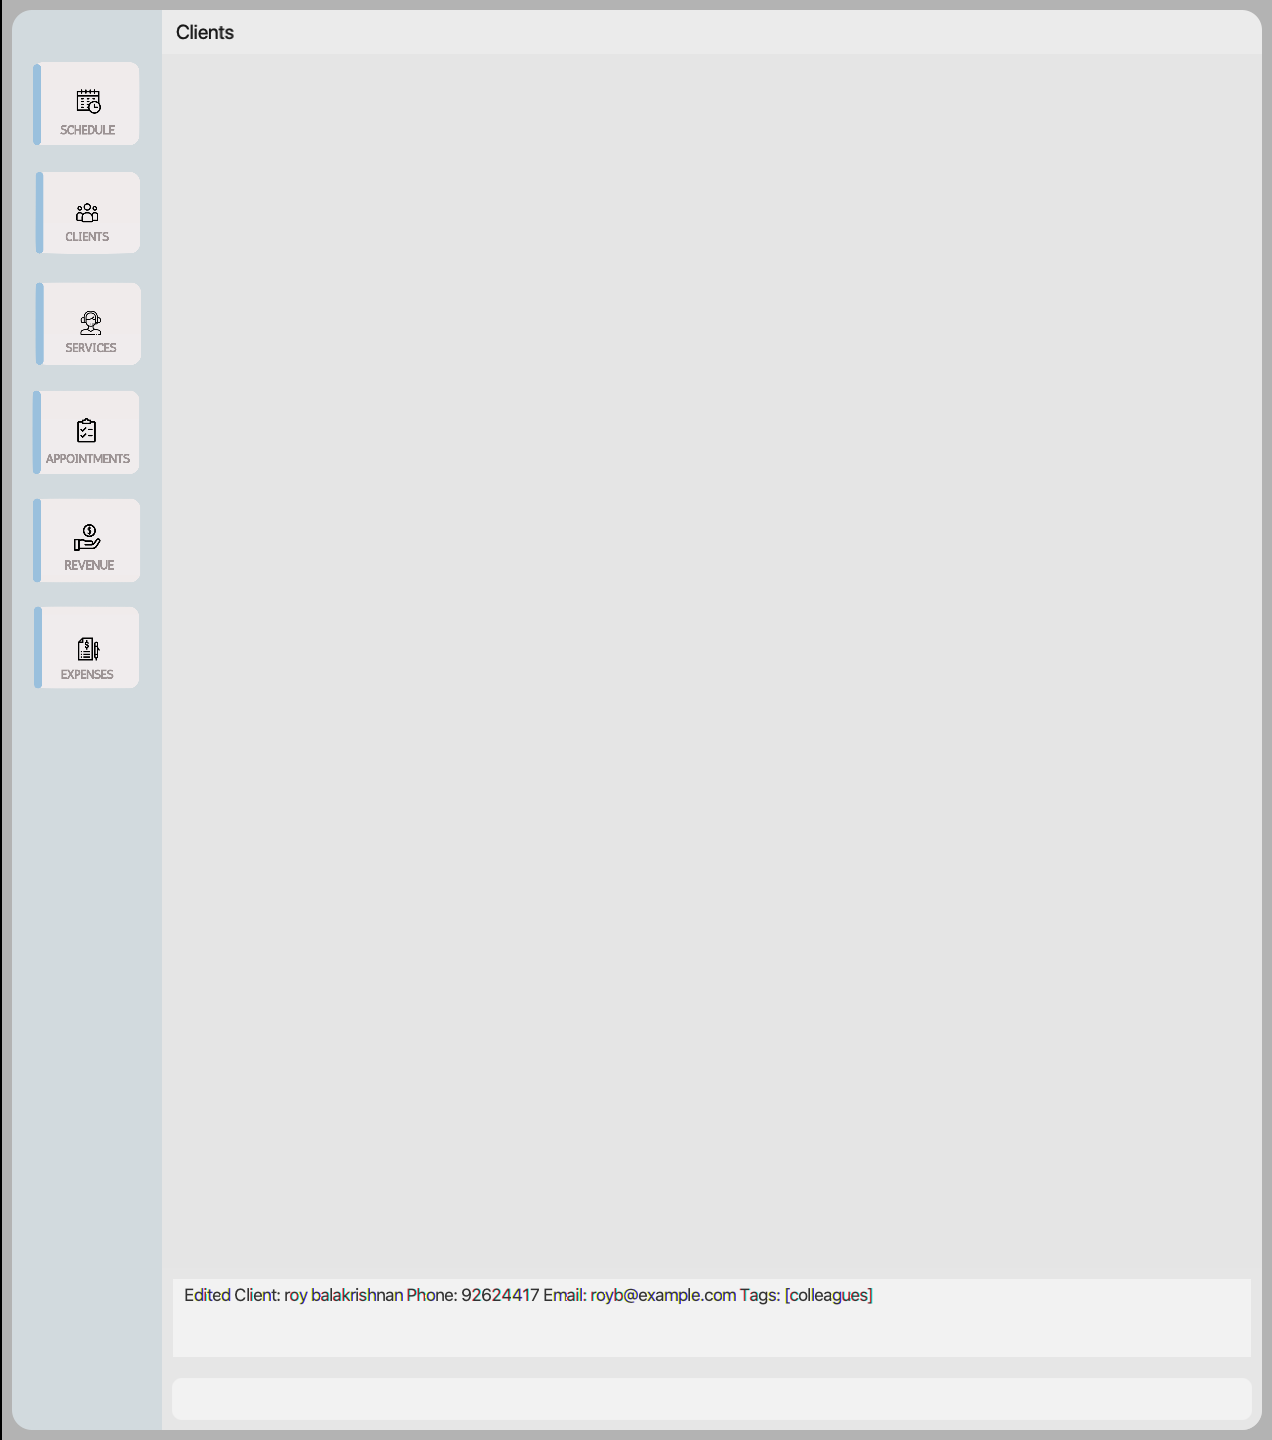 Clients
SCHEDULE
CLIENTS
SERVICES
APPOINTMENTS
REVENUE
EXPENSES
Edited Client: roy balakrishnan Phone: 92624417 Email: royb@example.com Tags: [colleagues]